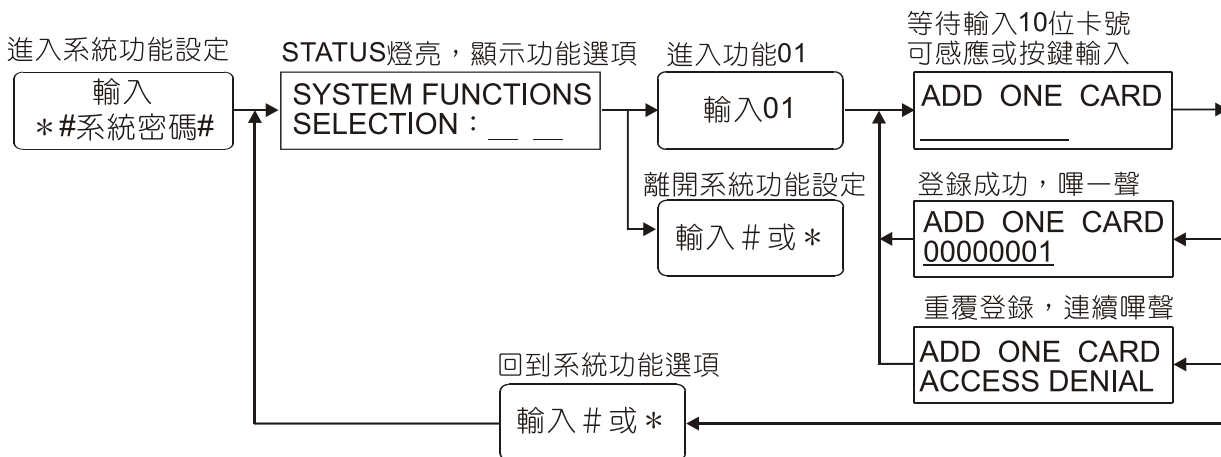 進入系統功能設定
輸入
*#系統密碼#
STATUS燈亮，顯示功能選項
SYSTEM FUNCTIONS
SELECTION：__ __
進入功能01
輸入01
離開系統功能設定
輸入#或*
等待輸入10位卡號
可感應或按鍵輸入
ADD ONE CARD
登錄成功，嗶一聲
ADD ONE CARD
00000001
重覆登錄，連續嗶聲
ADD ONE CARD
ACCESS DENIAL
回到系統功能選項
輸入#或*